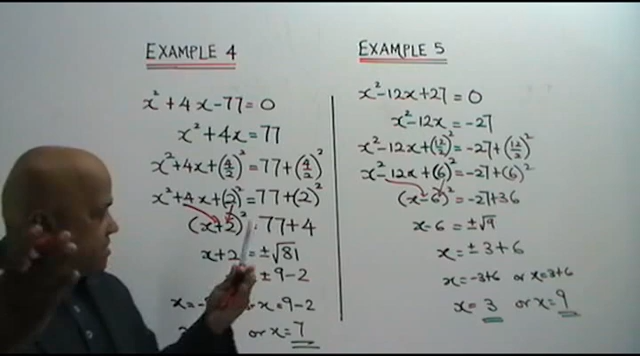 EXAMPLE 4
x² + 4x - 77 = 0
x² + 4x = 77
x² + 4x + (4/2)² = 77 + (4/2)²
x² + 4x + (2)² = 77 + (2)²
(x+2)² = 77 + 4
x + 2 = ±√81
± 9 - 2
x = - x = 9 - 2
or x = 7
EXAMPLE 5
x² - 12x + 27 = 0
x² - 12x = -27
x² - 12x + (12/2)² = -27 + (12/2)²
x² - 12x + (6)² = -27 + (6)²
(x - 6)² = -27 + 36
x - 6 = ±√9
x = ± 3 + 6
x = -3+6 or x = 3+6
x = 3 or x = 9